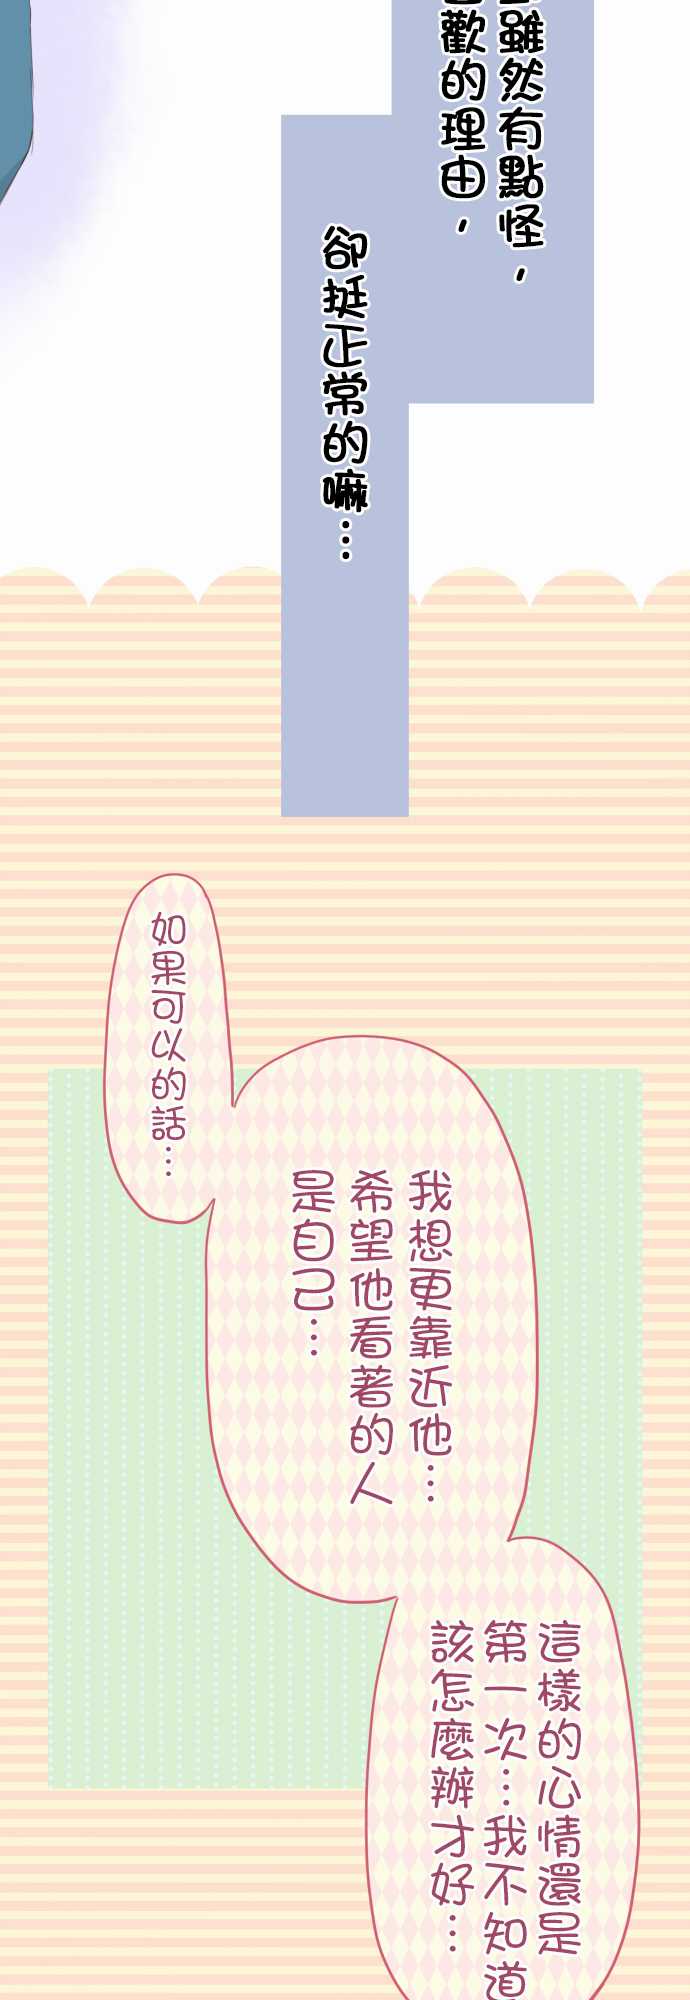 雖然有點怪，
歡的理由，
卻挺正常的嘛…
如果可以的話…
我想更靠近他…
希望他看著的人
是自己…
這樣的心情還是
第一次…我不知道
該怎麼辦才好…